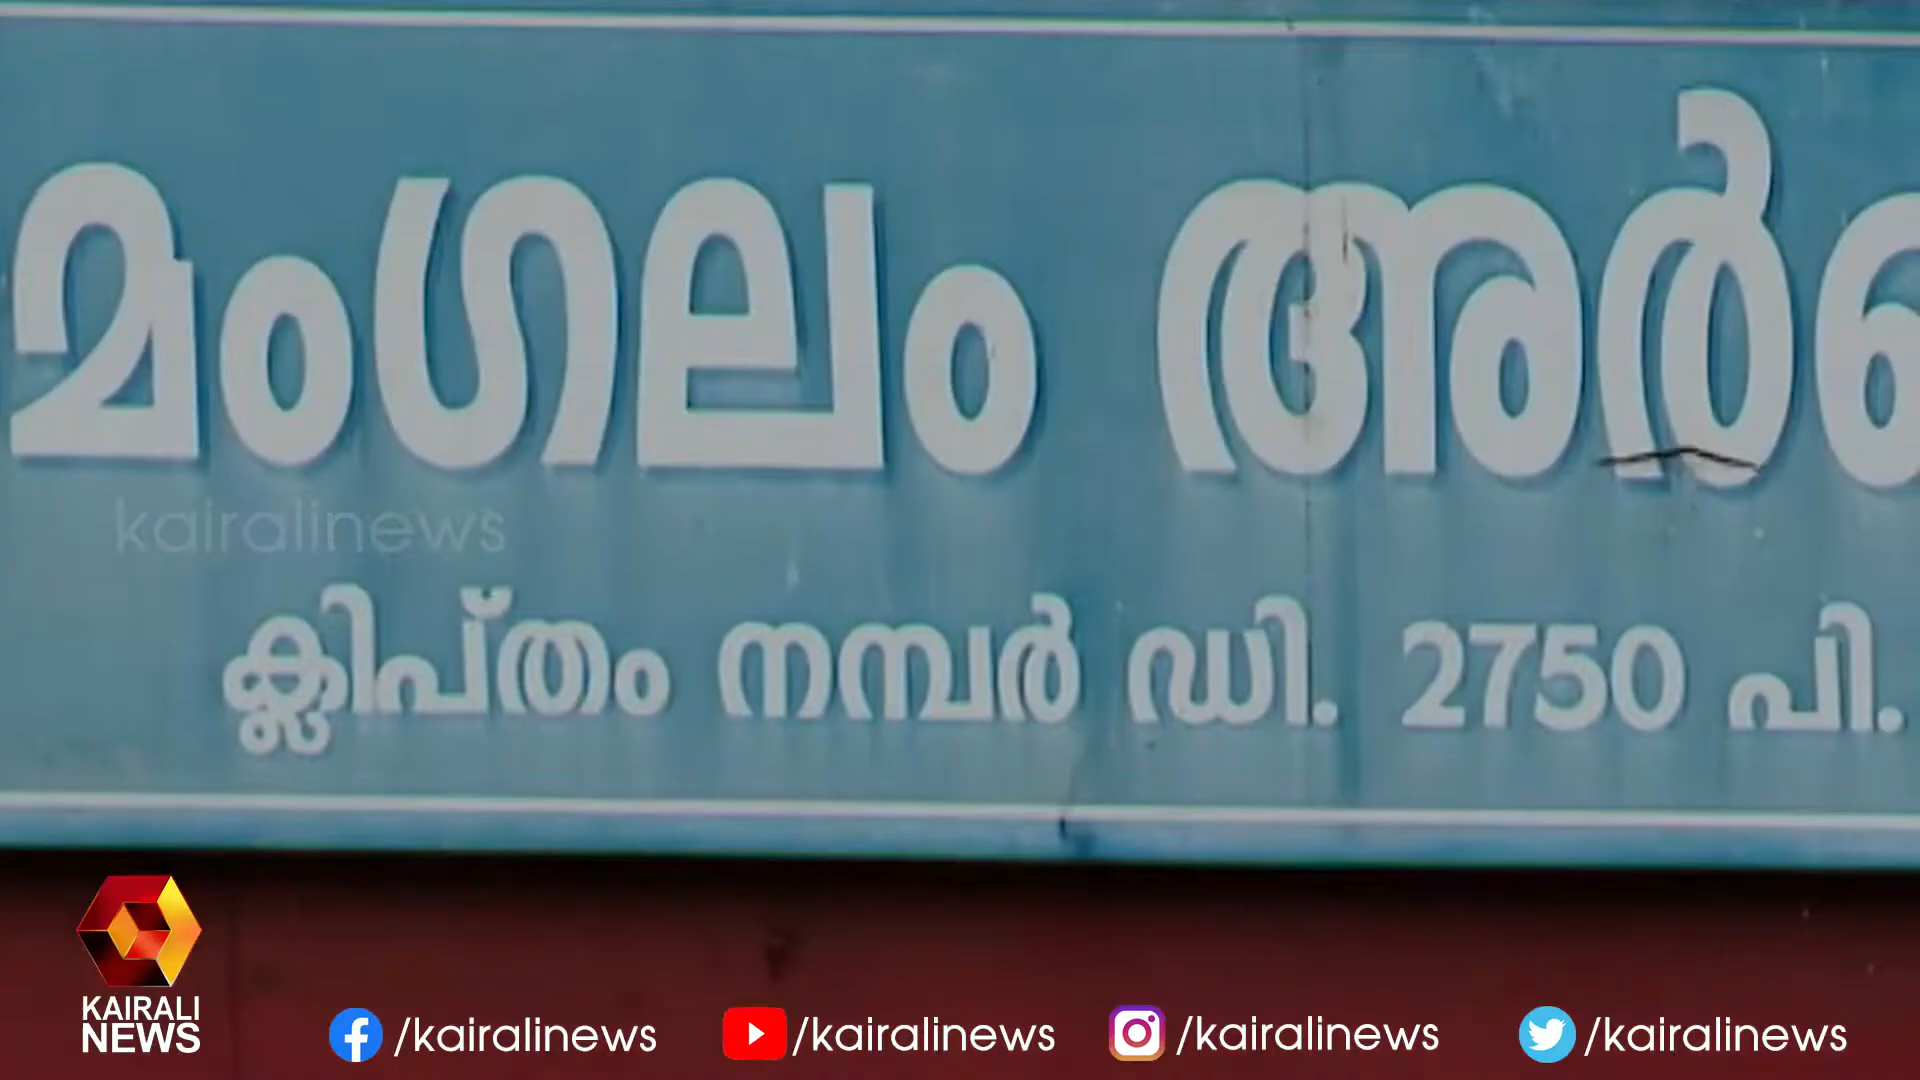 മംഗലം അർ
kairalinews
ക്ലിപ്തം നമ്പർ ഡി. 2750 പി.
KAIRALI
NEWS
/kairalinews /kairalinews /kairalinews /kairalinews